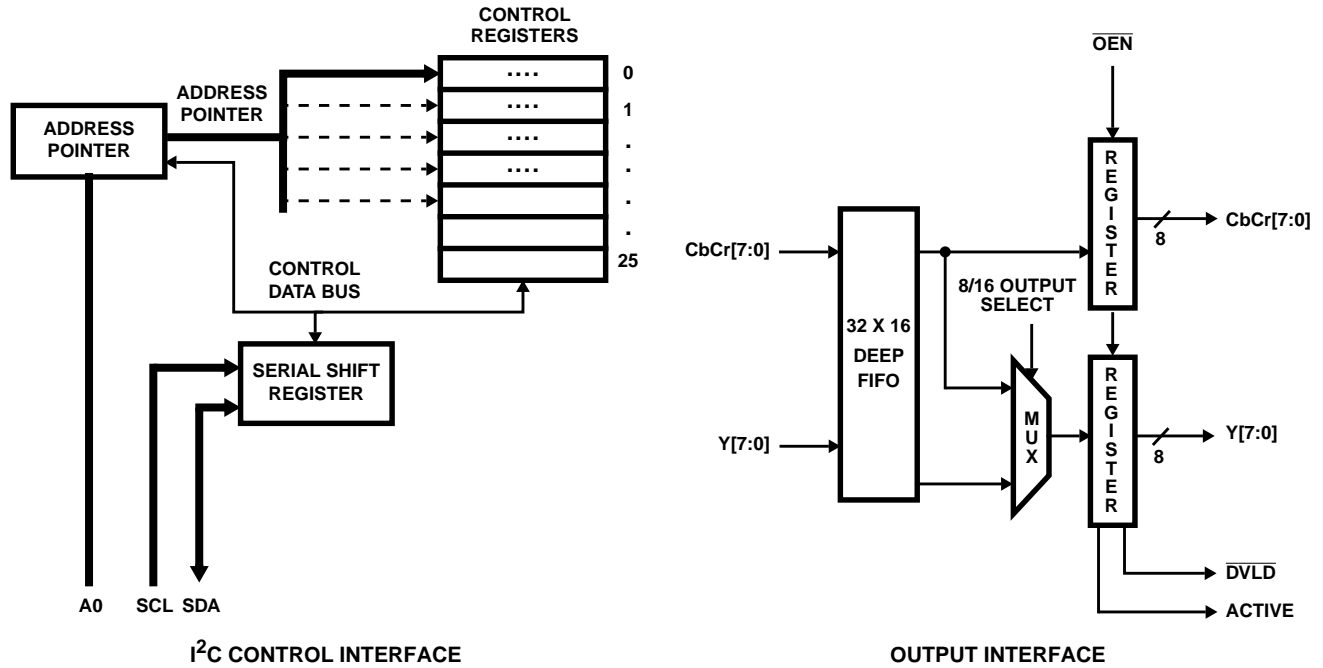 CONTROL
REGISTERS
ADDRESS
POINTER
ADDRESS
POINTER
....
....
....
....
0
1
.
.
.
.
25
CONTROL
DATA BUS
SERIAL SHIFT
REGISTER
A0
SCL
SDA
I²C CONTROL INTERFACE
OEN
REGISTER
8
CbCr[7:0]
CbCr[7:0]
8/16 OUTPUT
SELECT
32 X 16
DEEP
FIFO
MUX
REGISTER
Y[7:0]
8
Y[7:0]
DVLD
ACTIVE
OUTPUT INTERFACE